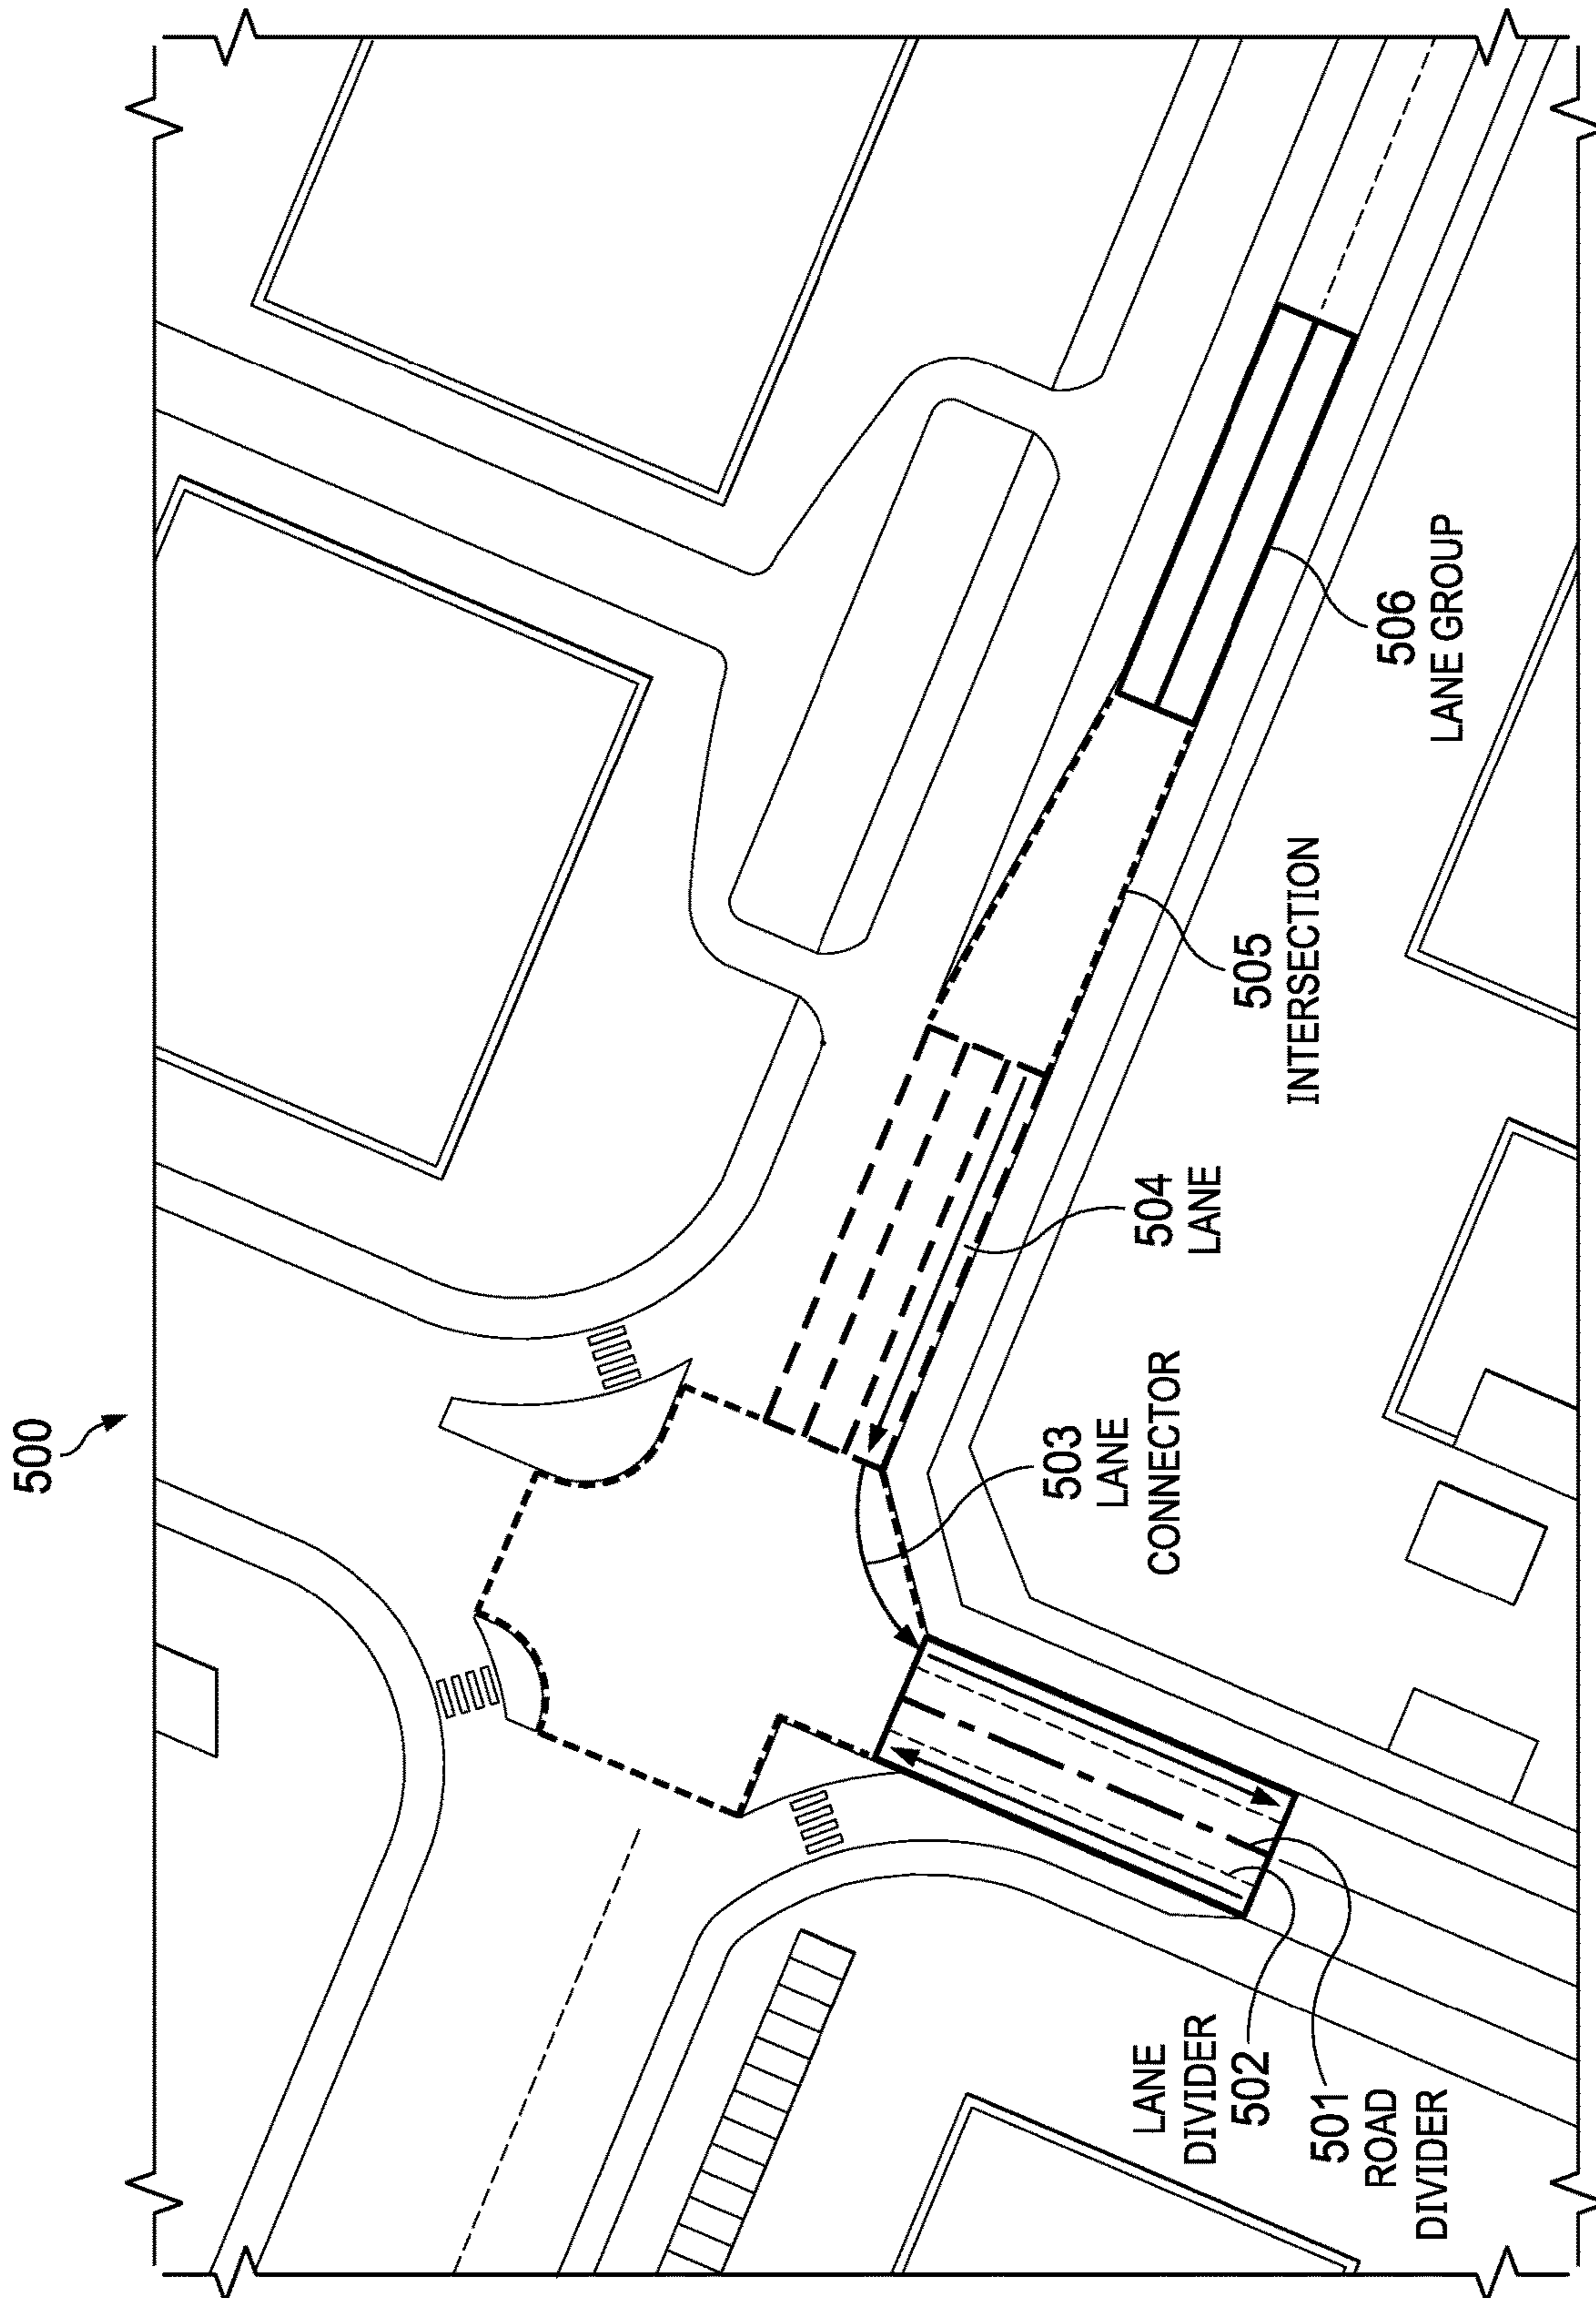 500
LANE
DIVIDER
502
501
ROAD
DIVIDER
503
LANE
CONNECTOR
504
LANE
505
INTERSECTION
506
LANE GROUP